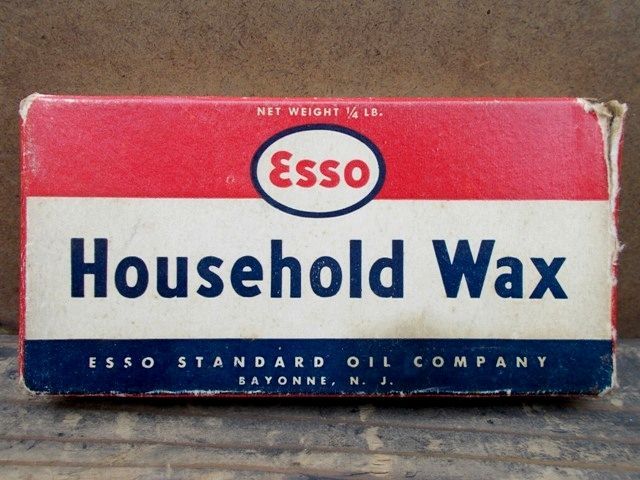 NET WEIGHT ¼ LB.
Esso
Household Wax
ESSO STANDARD OIL COMPANY
BAYONNE, N. J.